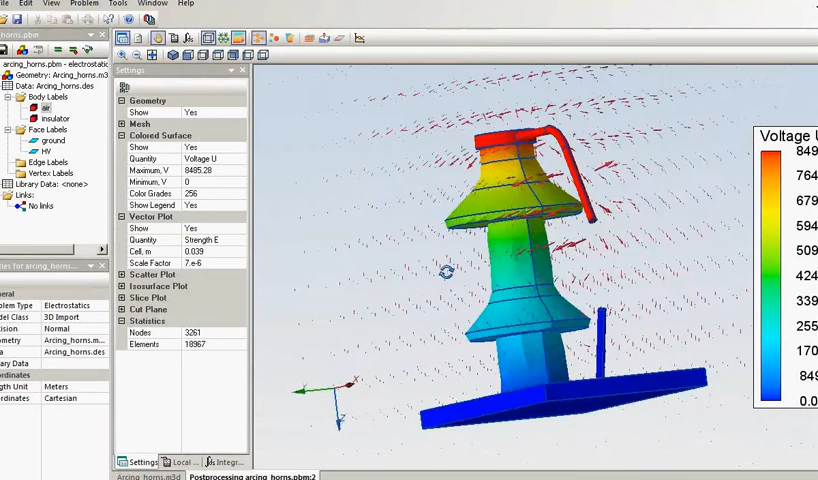 Edit View Problem Tools Window Help
horns.pbm
arcing_horns.pbm - electrostatic
Geometry: Arcing_horns.m3
Data: Arcing_horns.des
Body Labels
air
insulator
Face Labels
ground
HV
Edge Labels
Vertex Labels
Library Data: <none>
Links:
No links
ies for arcing_horns...
eneral
blem Type Electrostatics
del Class 3D Import
cision Normal
ometry Arcing_horns.m...
a Arcing_horns.des
rary Data
oordinates
ngth Unit Meters
ordinates Cartesian
Settings
Geometry
Show Yes
Mesh
Colored Surface
Show Yes
Quantity Voltage U
Maximum, V 8485.28
Minimum, V 0
Color Grades 256
Show Legend Yes
Vector Plot
Show Yes
Quantity Strength E
Cell, m 0.039
Scale Factor 7.e-6
Scatter Plot
Isosurface Plot
Slice Plot
Cut Plane
Statistics
Nodes 3261
Elements 18967
Settings Local ... Integr...
Arcing_horns.m3d Postprocessing arcing_horns.pbm:2
X
Z
Voltage U
849
764
679
594
509
424
339
255
170
849
0.0